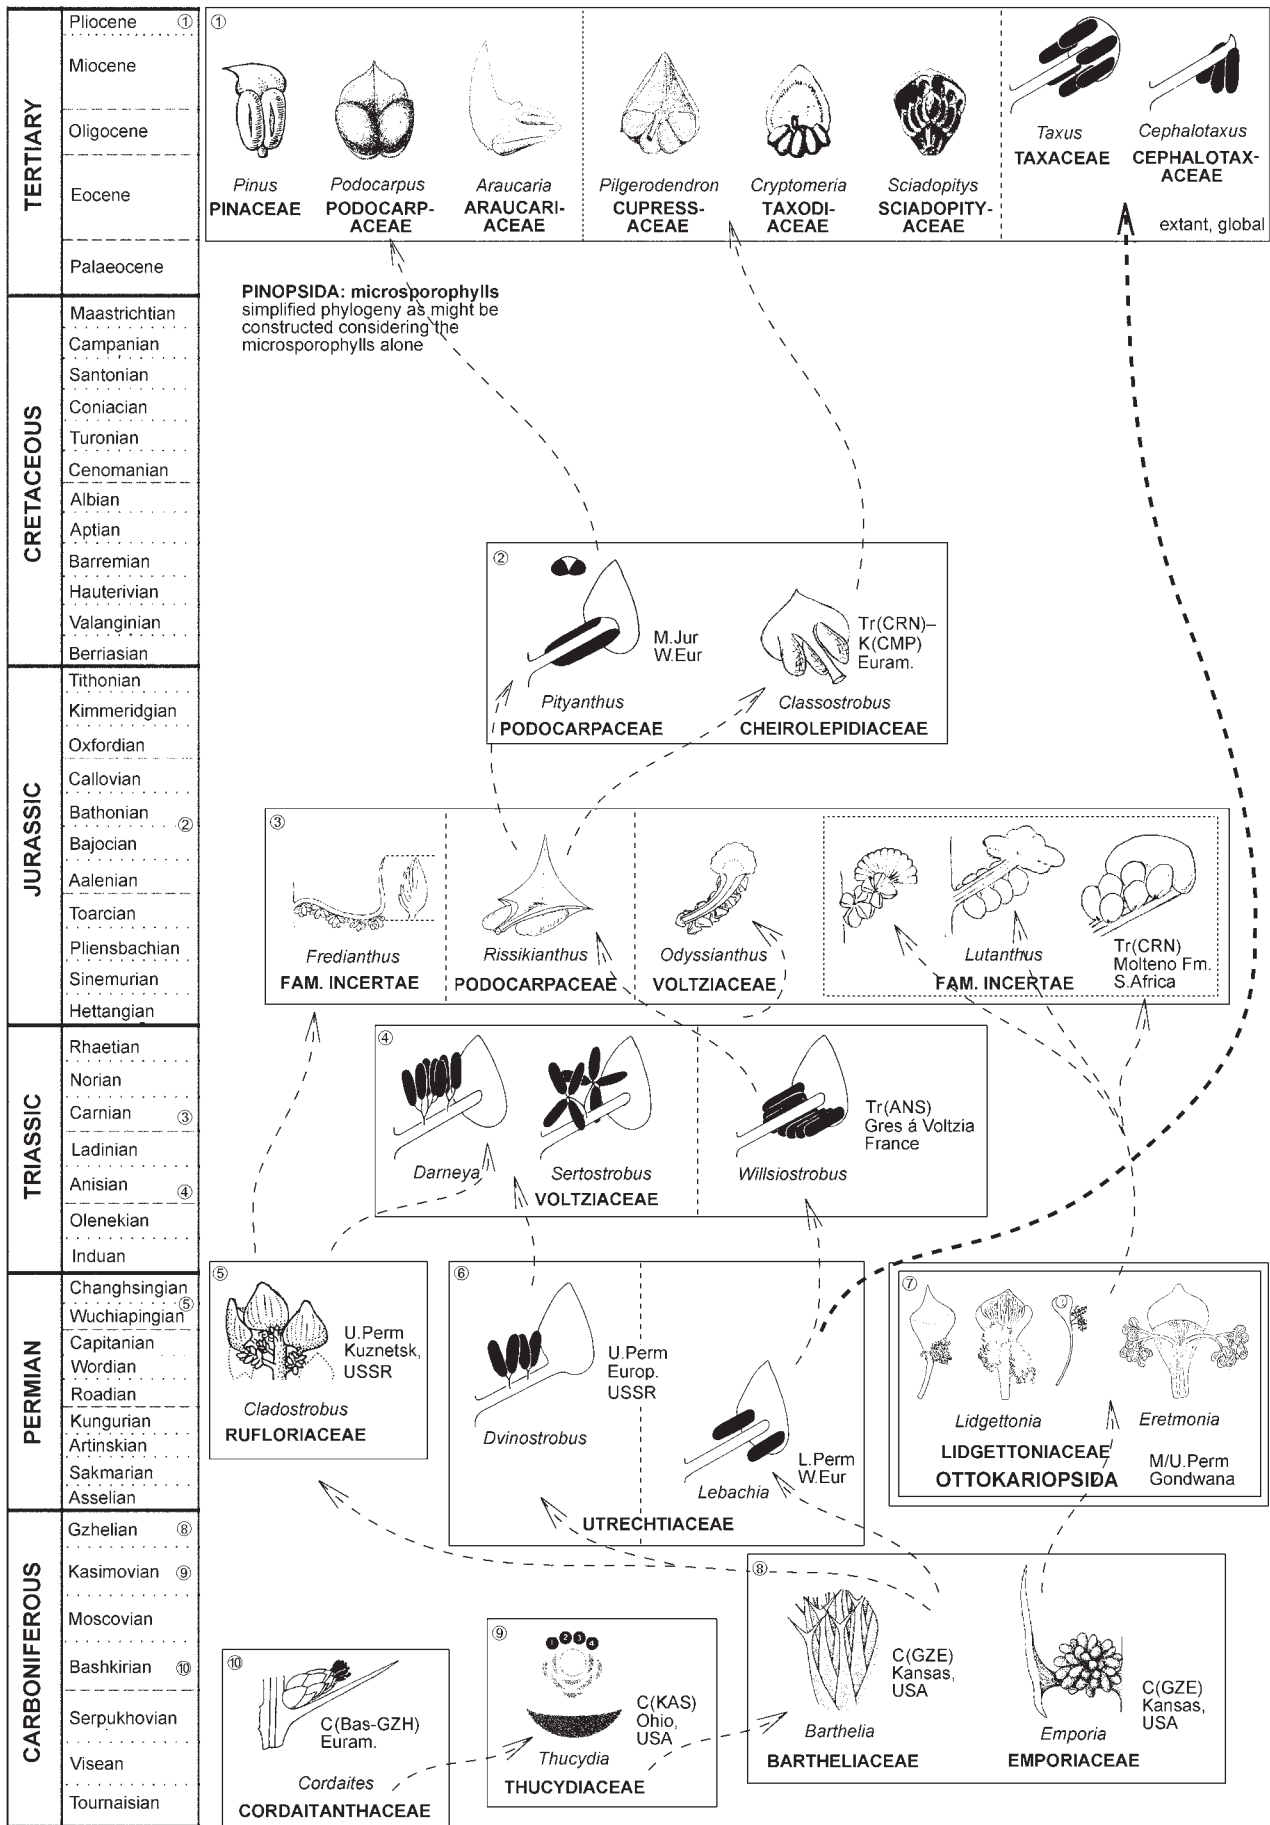 TERTIARY
Pliocene ①
Miocene
Oligocene
Eocene
Palaeocene
CRETACEOUS
Maastrichtian
Campanian
Santonian
Coniacian
Turonian
Cenomanian
Albian
Aptian
Barremian
Hauterivian
Valanginian
Berriasian
JURASSIC
Tithonian
Kimmeridgian
Oxfordian
Callovian
Bathonian
②
Bajocian
Aalenian
Toarcian
Pliensbachian
Sinemurian
Hettangian
TRIASSIC
Rhaetian
Norian
Carnian ③
Ladinian
Anisian ④
Olenekian
Induan
PERMIAN
Changhsingian
⑤
Wuchiapingian
Capitanian
Wordian
Roadian
Kungurian
Artinskian
Sakmarian
Asselian
CARBONIFEROUS
Gzhelian ⑧
Kasimovian ⑨
Moscovian
Bashkirian ⑩
Serpukhovian
Visean
Tournaisian
①
Pinus
PINACEAE
Podocarpus
PODOCARP-
ACEAE
Araucaria
ARAUCARI-
ACEAE
Pilgerodendron
CUPRESS-
ACEAE
Cryptomeria
TAXODI-
ACEAE
Sciadopitys
SCIADOPITY-
ACEAE
Taxus
TAXACEAE
Cephalotaxus
CEPHALOTAX-
ACEAE
extant, global
PINOPSIDA: microsporophylls
simplified phylogeny as might be
constructed considering the
microsporophylls alone
②
M.Jur
W.Eur
Pityanthus
PODOCARPACEAE
Tr(CRN)–
K(CMP)
Euram.
Classostrobus
CHEIROLEPIDIACEAE
③
Fredianthus
FAM. INCERTAE
Rissikianthus
PODOCARPACEAE
Odyssianthus
VOLTZIACEAE
Lutanthus
FAM. INCERTAE
Tr(CRN)
Molteno Fm.
S.Africa
④
Darneya
Sertostrobus
VOLTZIACEAE
Willsiostrobus
Tr(ANS)
Gres á Voltzia
France
⑤
U.Perm
Kuznetsk,
USSR
Cladostrobus
RUFLORIACEAE
⑥
U.Perm
Europ.
USSR
Dvinostrobus
L.Perm
W.Eur
Lebachia
UTRECHTIACEAE
⑦
Lidgettonia
Eretmonia
LIDGETTONIACEAE
OTTOKARIOPSIDA
M/U.Perm
Gondwana
⑧
C(GZE)
Kansas,
USA
Barthelia
BARTHELIACEAE
C(GZE)
Kansas,
USA
Emporia
EMPORIACEAE
⑨
1 2 3 4
C(KAS)
Ohio,
USA
Thucydia
THUCYDIACEAE
⑩
C(Bas-GZH)
Euram.
Cordaites
CORDAITANTHACEAE